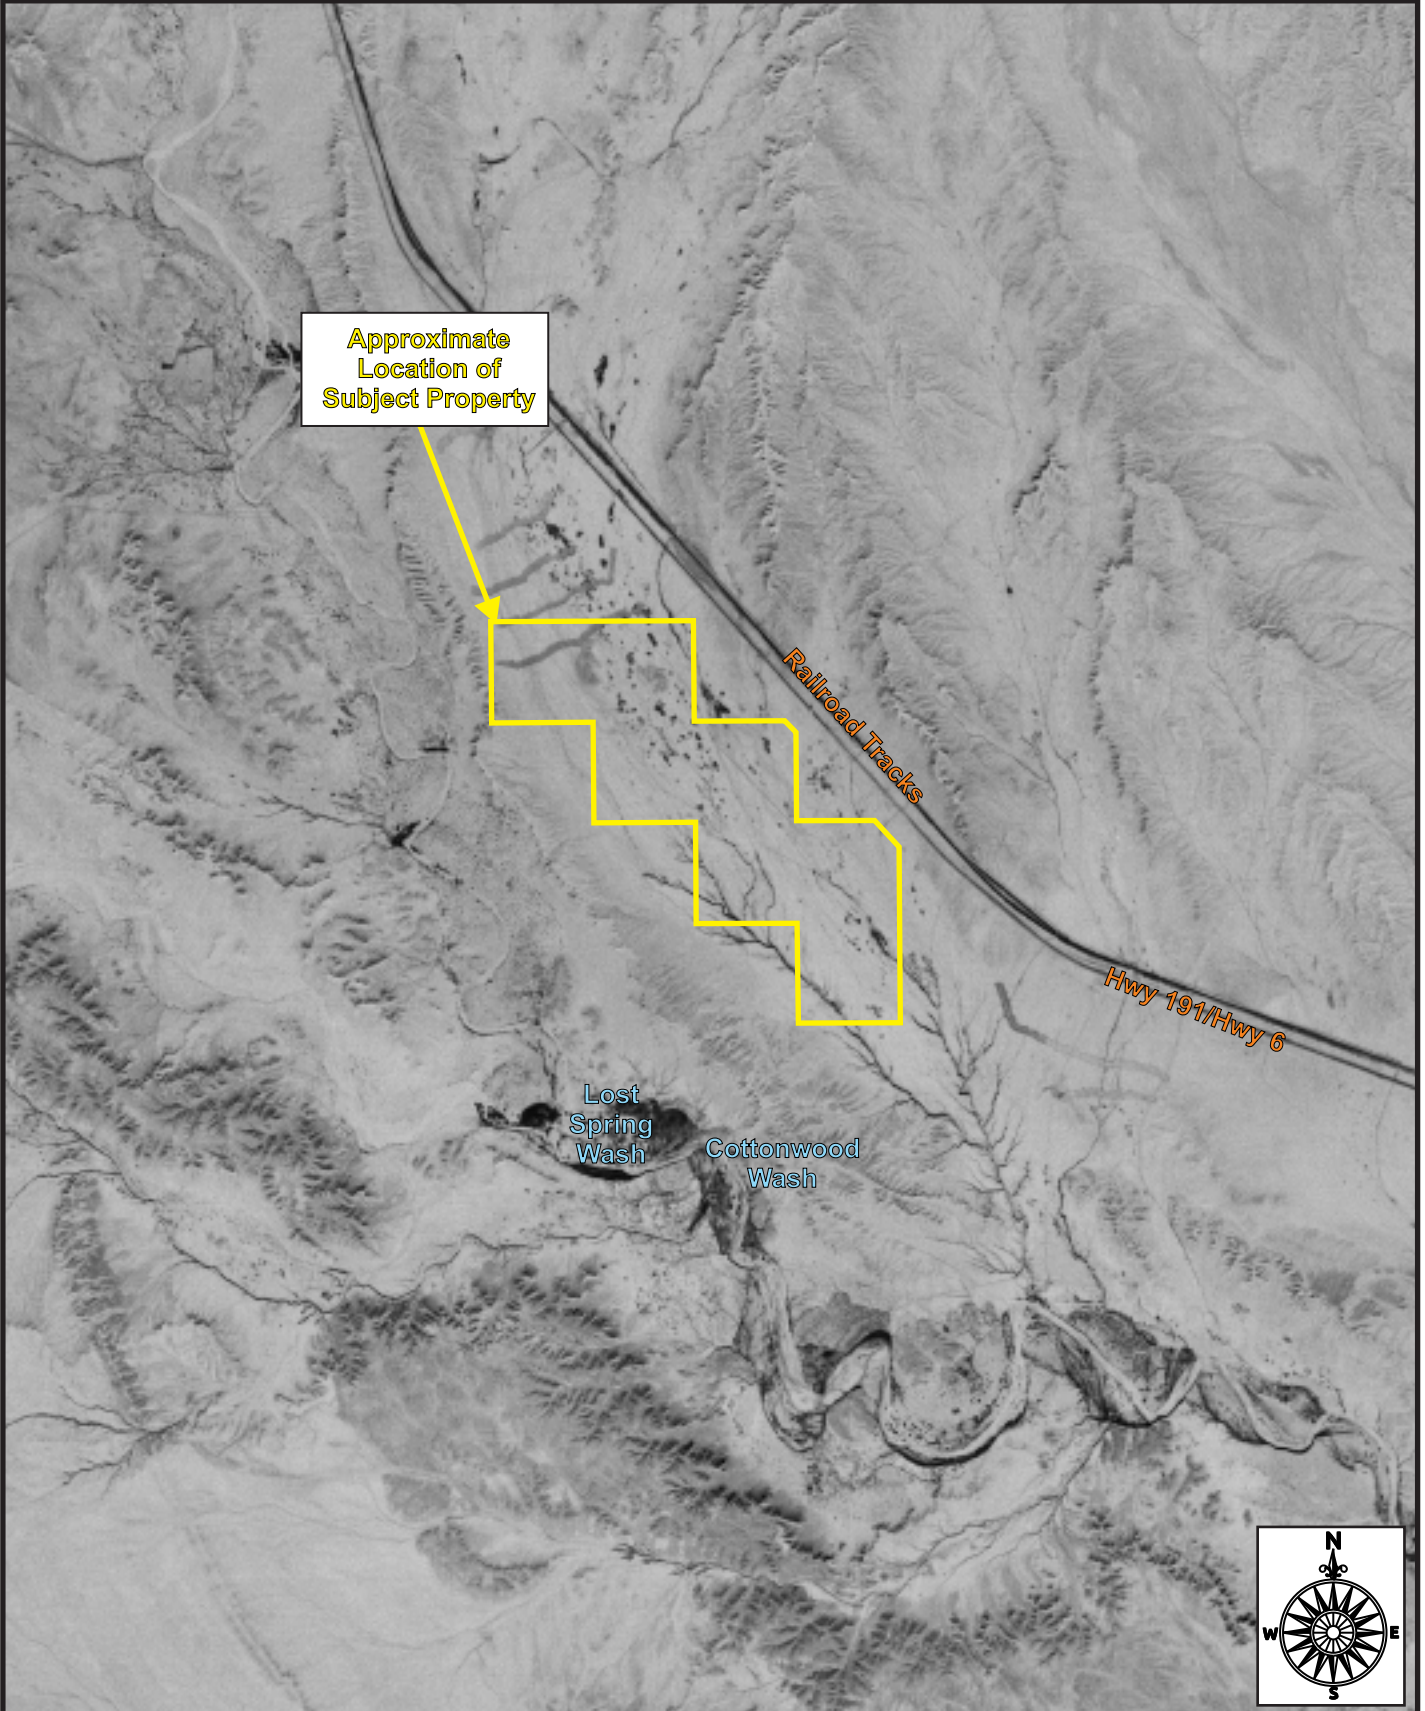 Approximate
Location of
Subject Property
Railroad Tracks
Hwy 191/Hwy 6
Lost
Spring
Wash
Cottonwood
Wash
N
W
E
S